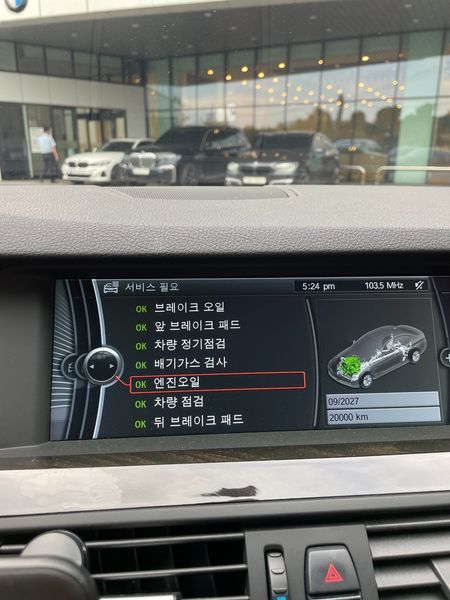 서비스 필요 5:24 pm 103.5 MHz
OK 브레이크 오일
OK 앞 브레이크 패드
OK 차량 정기점검
OK 배기가스 검사
OK 엔진오일
OK 차량 점검
OK 뒤 브레이크 패드
09/2027
20000 km